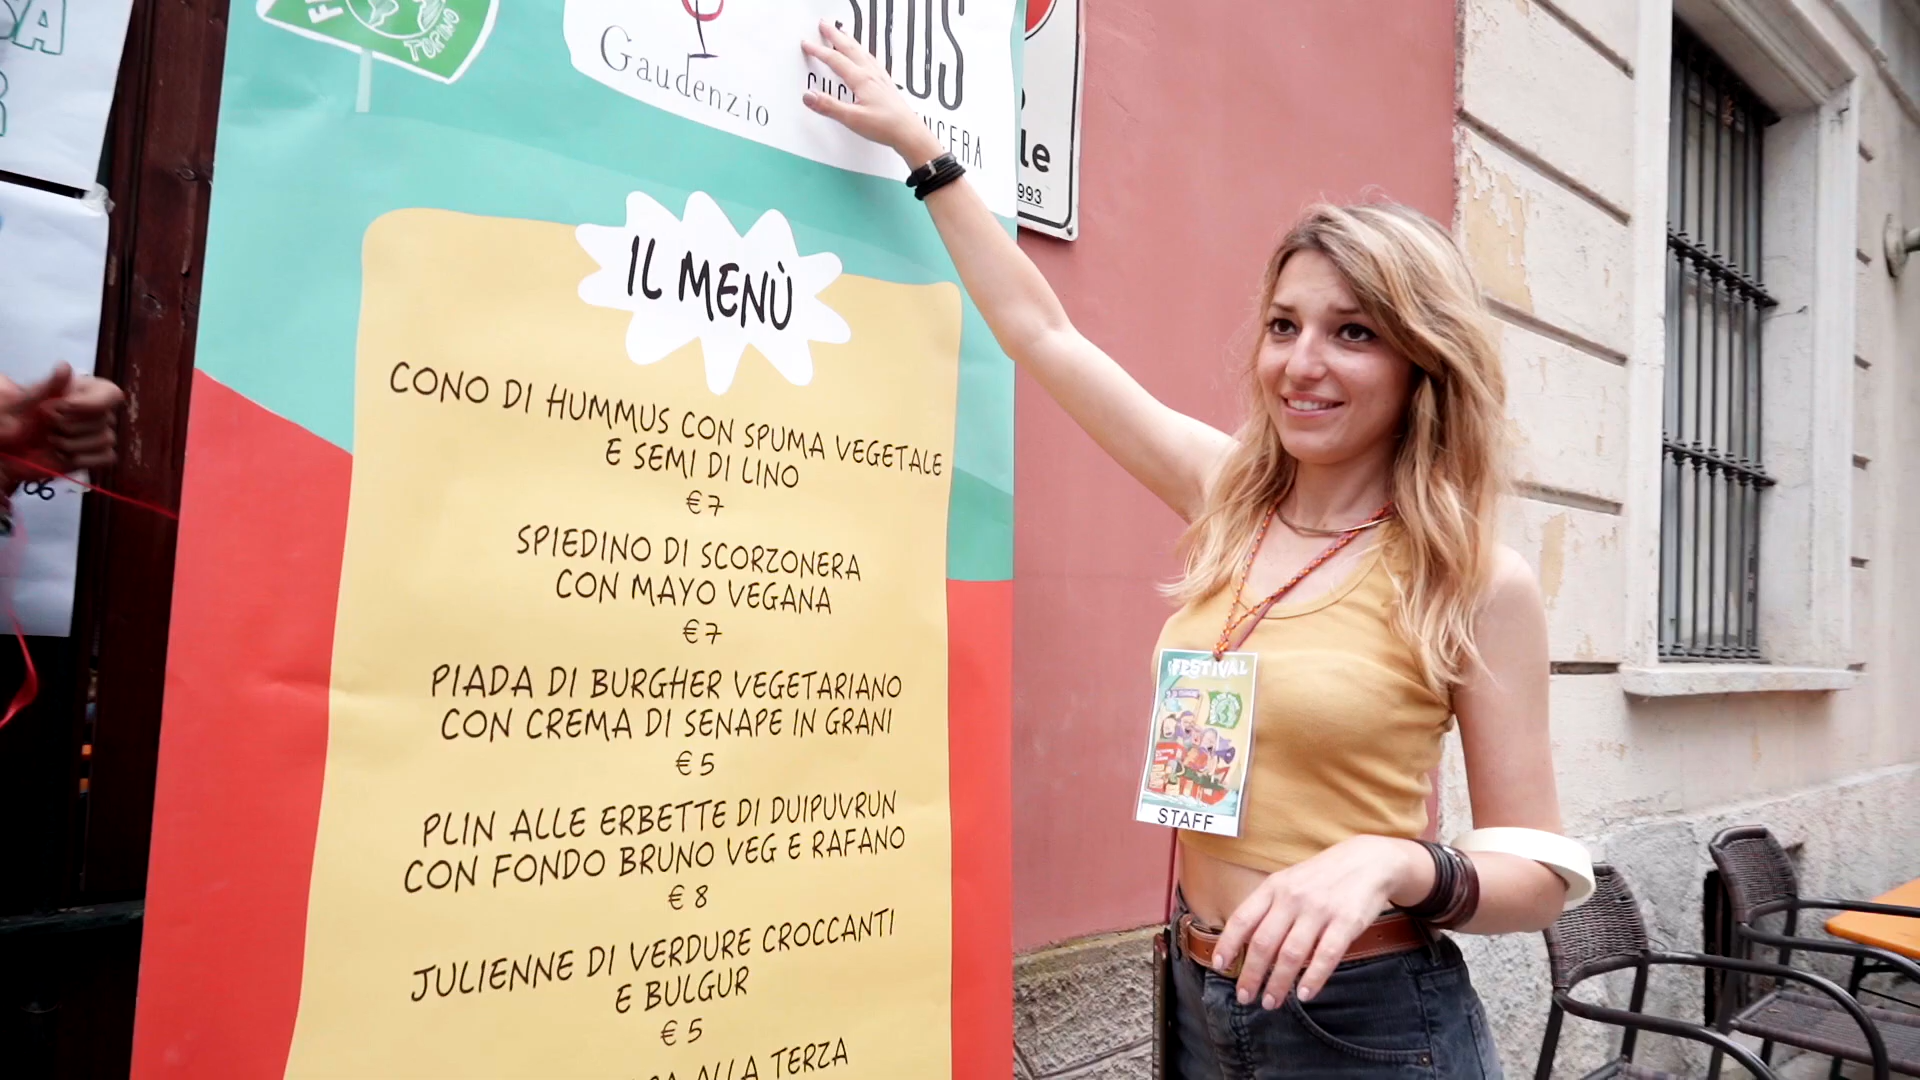 TORINO
Gaudenzio
SILOS
IL MENÙ
CONO DI HUMMUS CON SPUMA VEGETALE
E SEMI DI LINO
€7
SPIEDINO DI SCORZONERA
CON MAYO VEGANA
€7
PIADA DI BURGHER VEGETARIANO
CON CREMA DI SENAPE IN GRANI
€5
PLIN ALLE ERBETTE DI DUIPUVRUN
CON FONDO BRUNO VEG E RAFANO
€8
JULIENNE DI VERDURE CROCCANTI
E BULGUR
€5
ALLA TERZA
FESTIVAL
STAFF